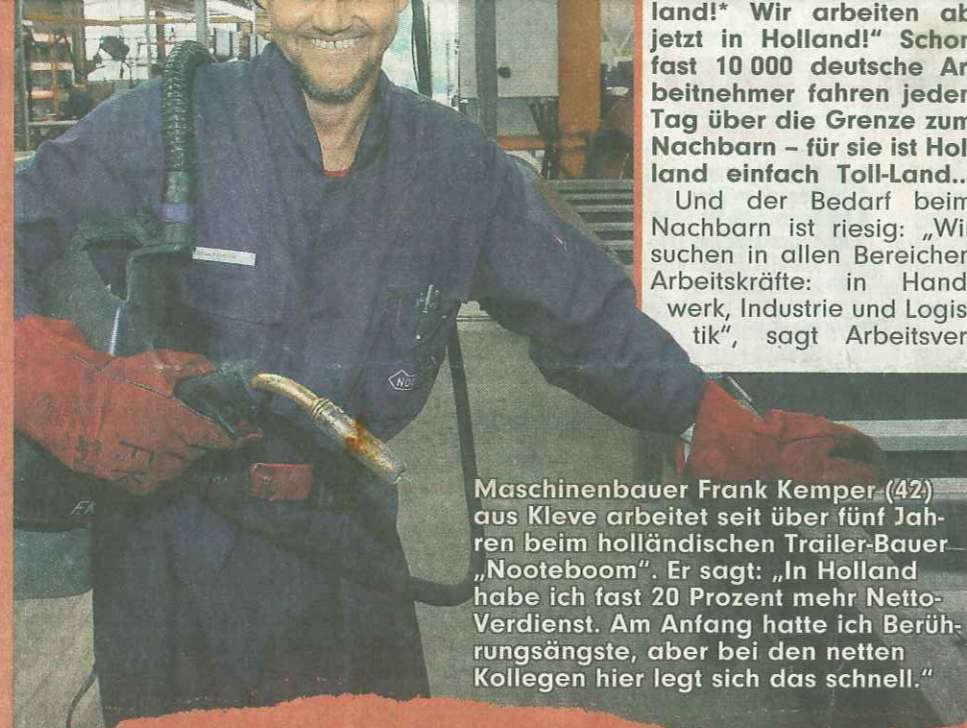 land!* Wir arbeiten ab
jetzt in Holland!“ Schon
fast 10 000 deutsche Ar
beitnehmer fahren jeden
Tag über die Grenze zum
Nachbarn – für sie ist Hol
land einfach Toll-Land..
Und der Bedarf beim
Nachbarn ist riesig: „Wir
suchen in allen Bereichen
Arbeitskräfte: in Hand
werk, Industrie und Logis
tik“, sagt Arbeitsver
NOO
Maschinenbauer Frank Kemper (42)
aus Kleve arbeitet seit über fünf Jah-
ren beim holländischen Trailer-Bauer
„Nooteboom“. Er sagt: „In Holland
habe ich fast 20 Prozent mehr Netto-
Verdienst. Am Anfang hatte ich Berüh-
rungsängste, aber bei den netten
Kollegen hier legt sich das schnell.“